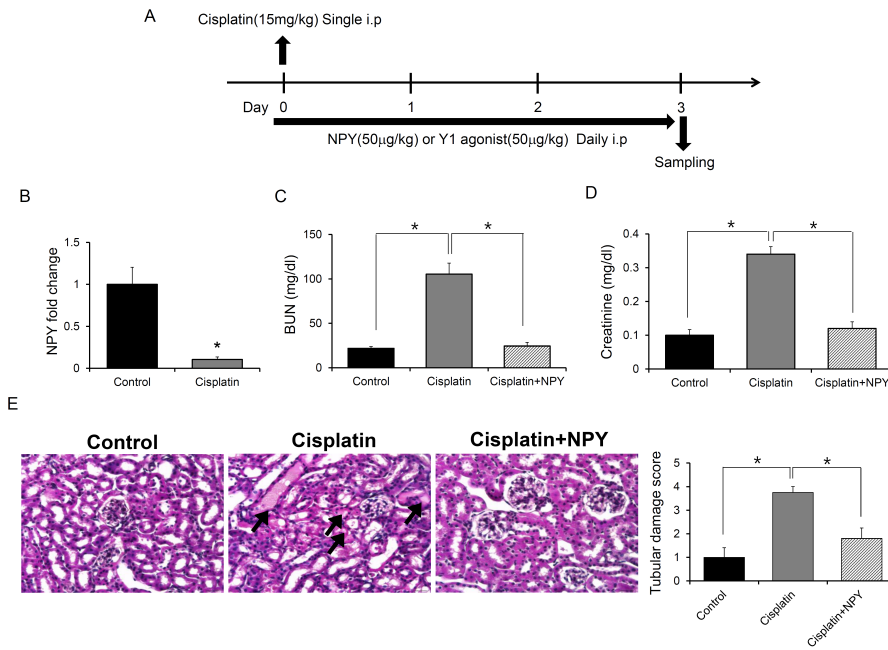 A
Cisplatin(15mg/kg) Single i.p
Day 0 1 2 3
NPY(50μg/kg) or Y1 agonist(50μg/kg) Daily i.p
Sampling
B
NPY fold change
1.5
1
0.5
0
*
Control Cisplatin
C
BUN (mg/dl)
150
100
50
0
* *
Control Cisplatin Cisplatin+NPY
D
Creatinine (mg/dl)
0.4
0.3
0.2
0.1
0
* *
Control Cisplatin Cisplatin+NPY
E
Control Cisplatin Cisplatin+NPY
Tubular damage score
5
4
3
2
1
0
* *
Control
Cisplatin
Cisplatin+NPY